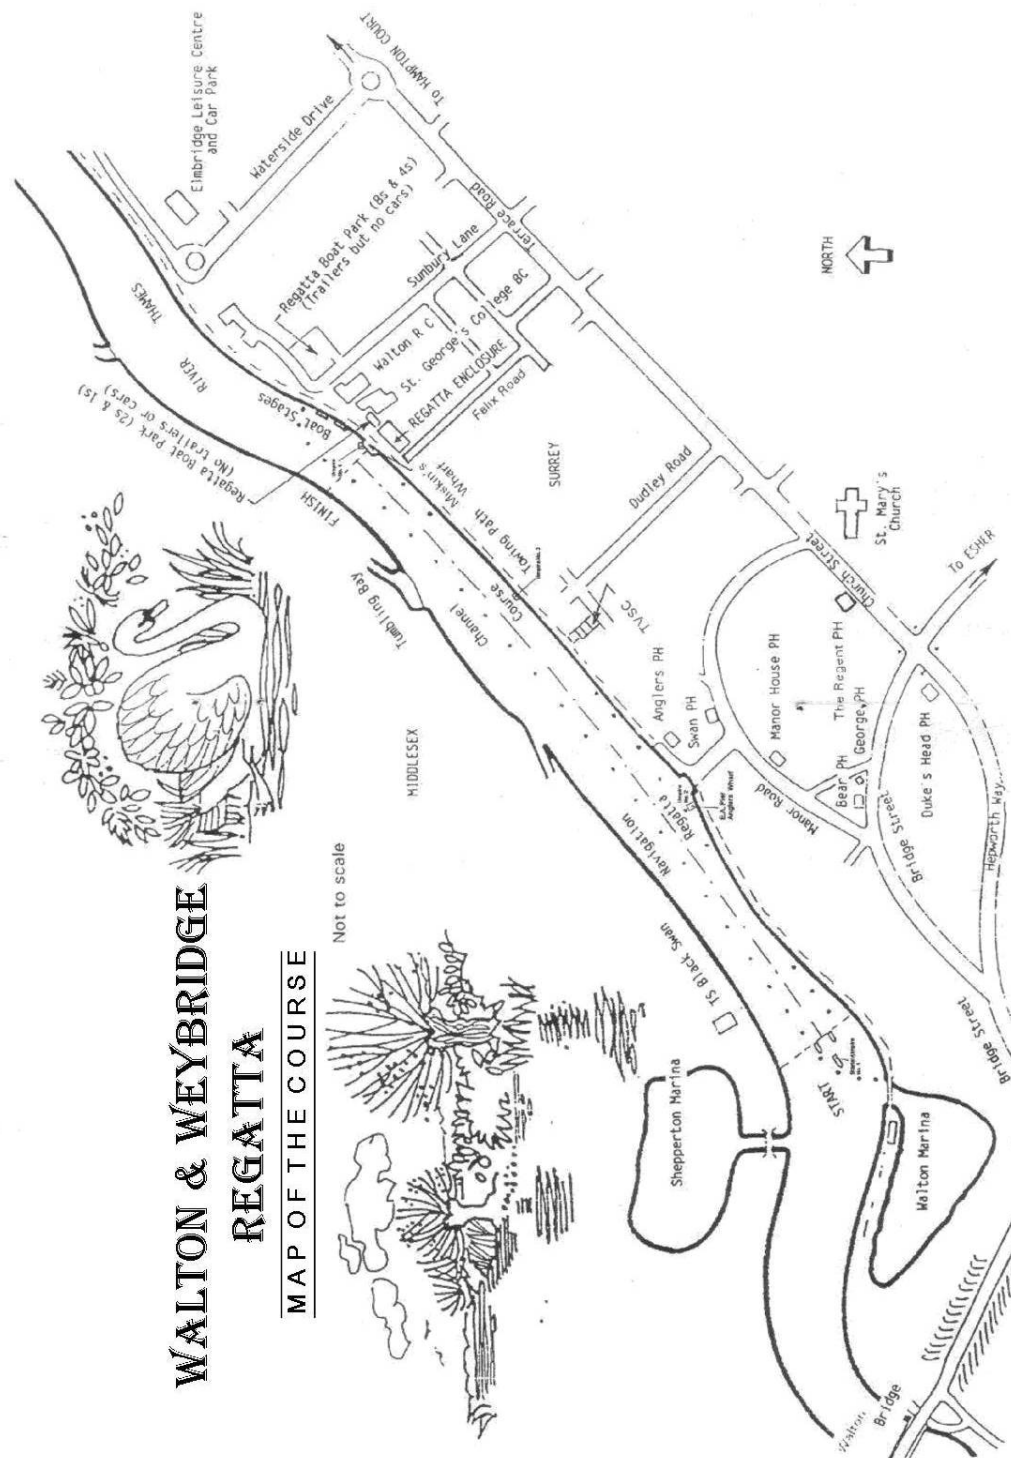 WALTON & WEYBRIDGE
REGATTA
MAP OF THE COURSE
Not to scale
Elmbridge Leisure Centre
and Car Park
Waterside Drive
To HAMPTON COURT
Regatta Boat Park (8s & 4s)
(Trailers but no cars)
Sunbury Lane
Terrace Road
Walton R C
St. George's College BC
REGATTA ENCLOSURE
Felix Road
RIVER THAMES
Regatta Boat Park (2s & 1s)
(No trailers or cars)
Boat Stages
FINISH
Miskin's
Wharf
Towing Path
SURREY
Dudley Road
NORTH
Tumbling Bay
Channel
Course
TVSC
St. Mary's
Church
Church Street
To ESHER
MIDDLESEX
Anglers PH
Swan PH
Manor House PH
The Regent PH
George PH
Bear PH
Duke's Head PH
Navigation
Regatta
E.A. Pier
Anglers Wharf
Manor Road
Bridge Street
Hepworth Way
TS Black Swan
START
Bridge Street
Shepperton Marina
Walton Marina
Walton
Bridge